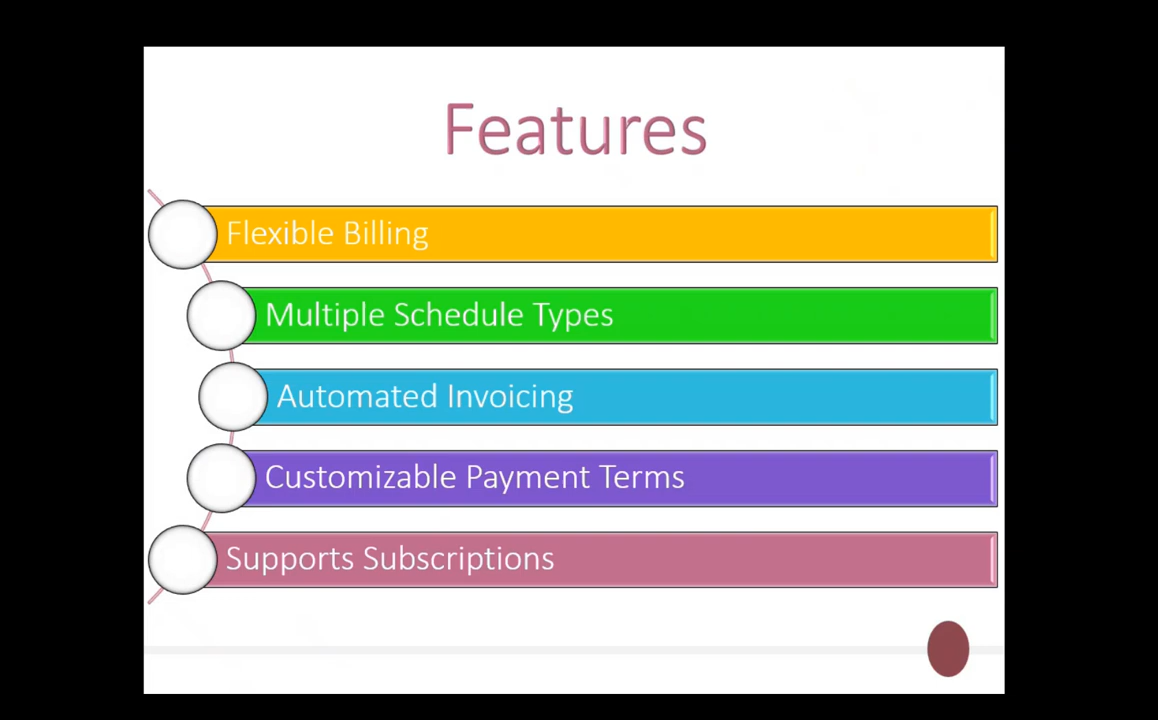 Features
Flexible Billing
Multiple Schedule Types
Automated Invoicing
Customizable Payment Terms
Supports Subscriptions